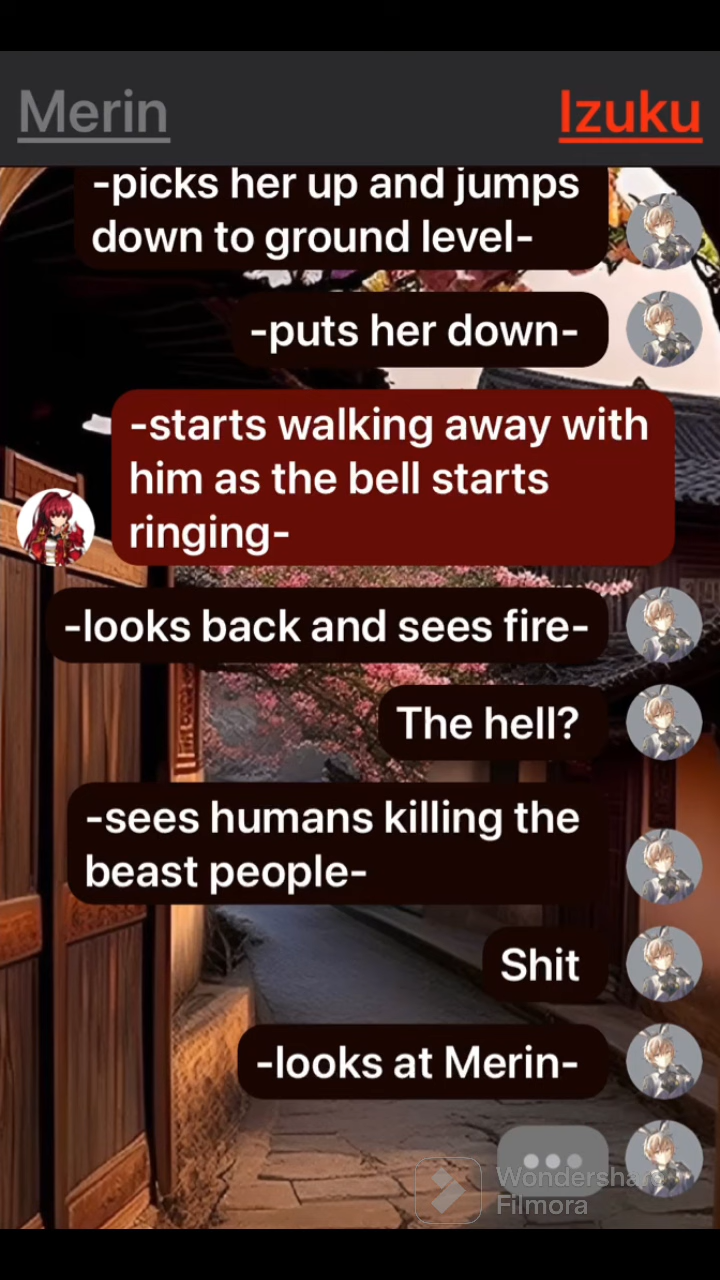 Merin
Izuku
-picks her up and jumps
down to ground level-
-puts her down-
-starts walking away with
him as the bell starts
ringing-
-looks back and sees fire-
The hell?
-sees humans killing the
beast people-
Shit
-looks at Merin-
Wondershare
Filmora